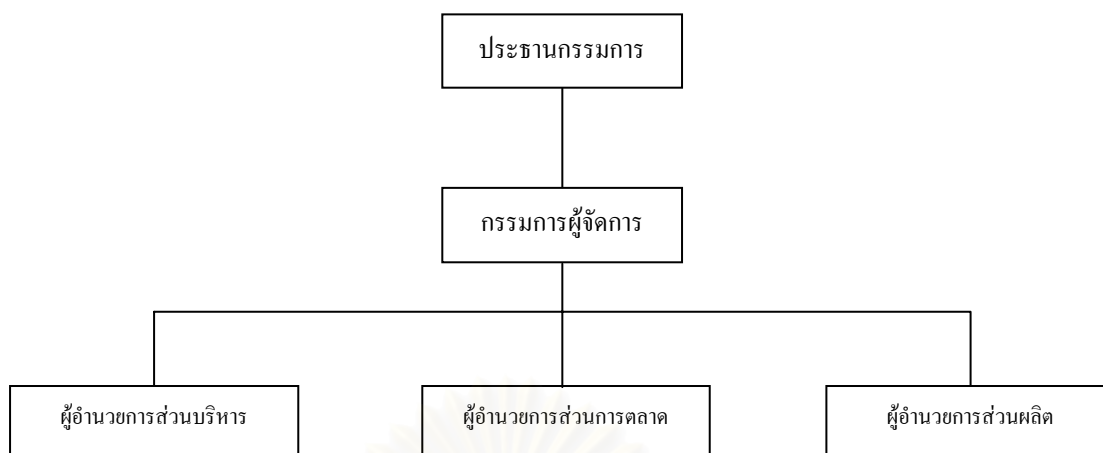 ประธานกรรมการ
กรรมการผู้จัดการ
ผู้อำนวยการส่วนบริหาร
ผู้อำนวยการส่วนการตลาด
ผู้อำนวยการส่วนผลิต